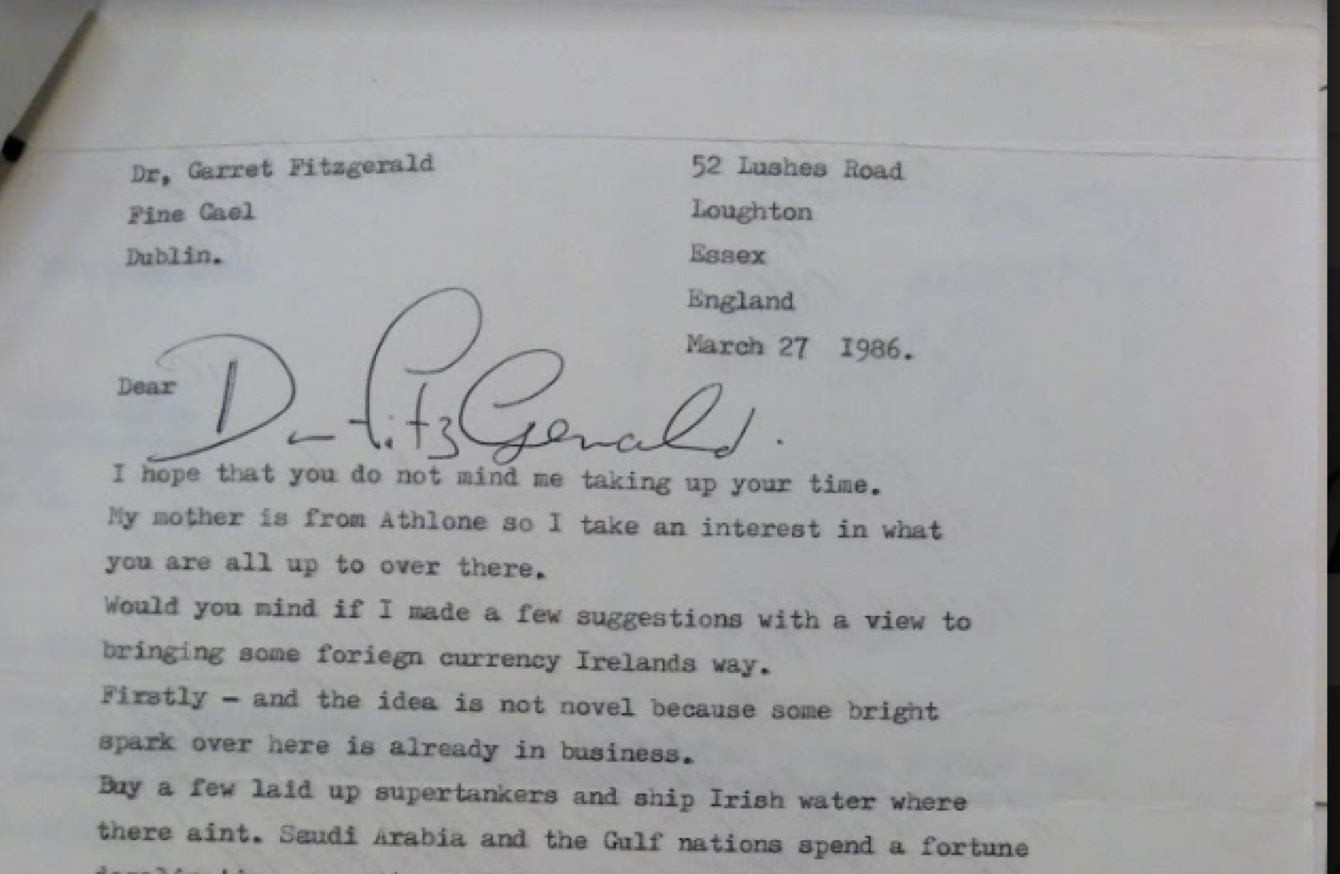 Dr, Garret Fitzgerald
Fine Gael
Dublin.
52 Lushes Road
Loughton
Essex
England
March 27 I986.
Dear Dr FitzGerald.
I hope that you do not mind me taking up your time.
My mother is from Athlone so I take an interest in what
you are all up to over there.
Would you mind if I made a few suggestions with a view to
bringing some foriegn currency Irelands way.
Firstly - and the idea is not novel because some bright
spark over here is already in business.
Buy a few laid up supertankers and ship Irish water where
there aint. Saudi Arabia and the Gulf nations spend a fortune